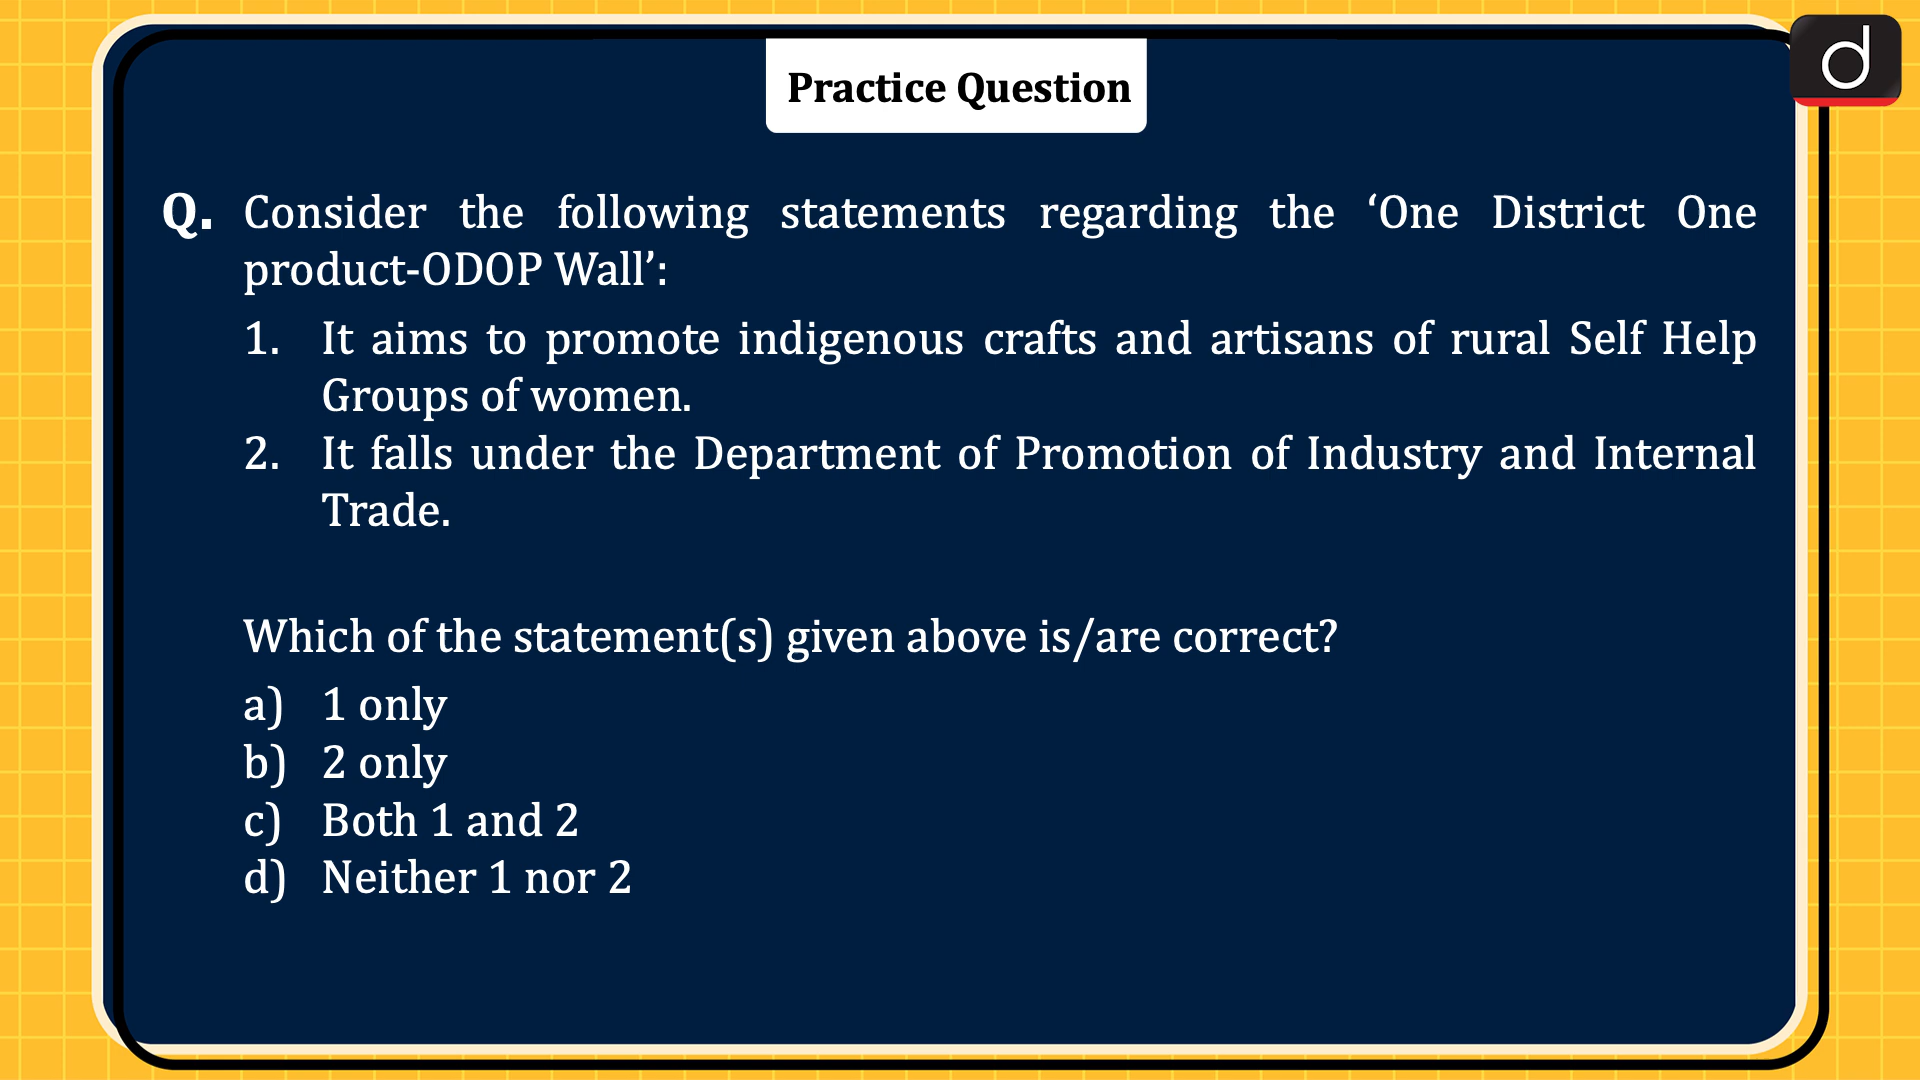 Practice Question
Q. Consider the following statements regarding the ‘One District One
product-ODOP Wall’:
1. It aims to promote indigenous crafts and artisans of rural Self Help
Groups of women.
2. It falls under the Department of Promotion of Industry and Internal
Trade.
Which of the statement(s) given above is/are correct?
a) 1 only
b) 2 only
c) Both 1 and 2
d) Neither 1 nor 2
d